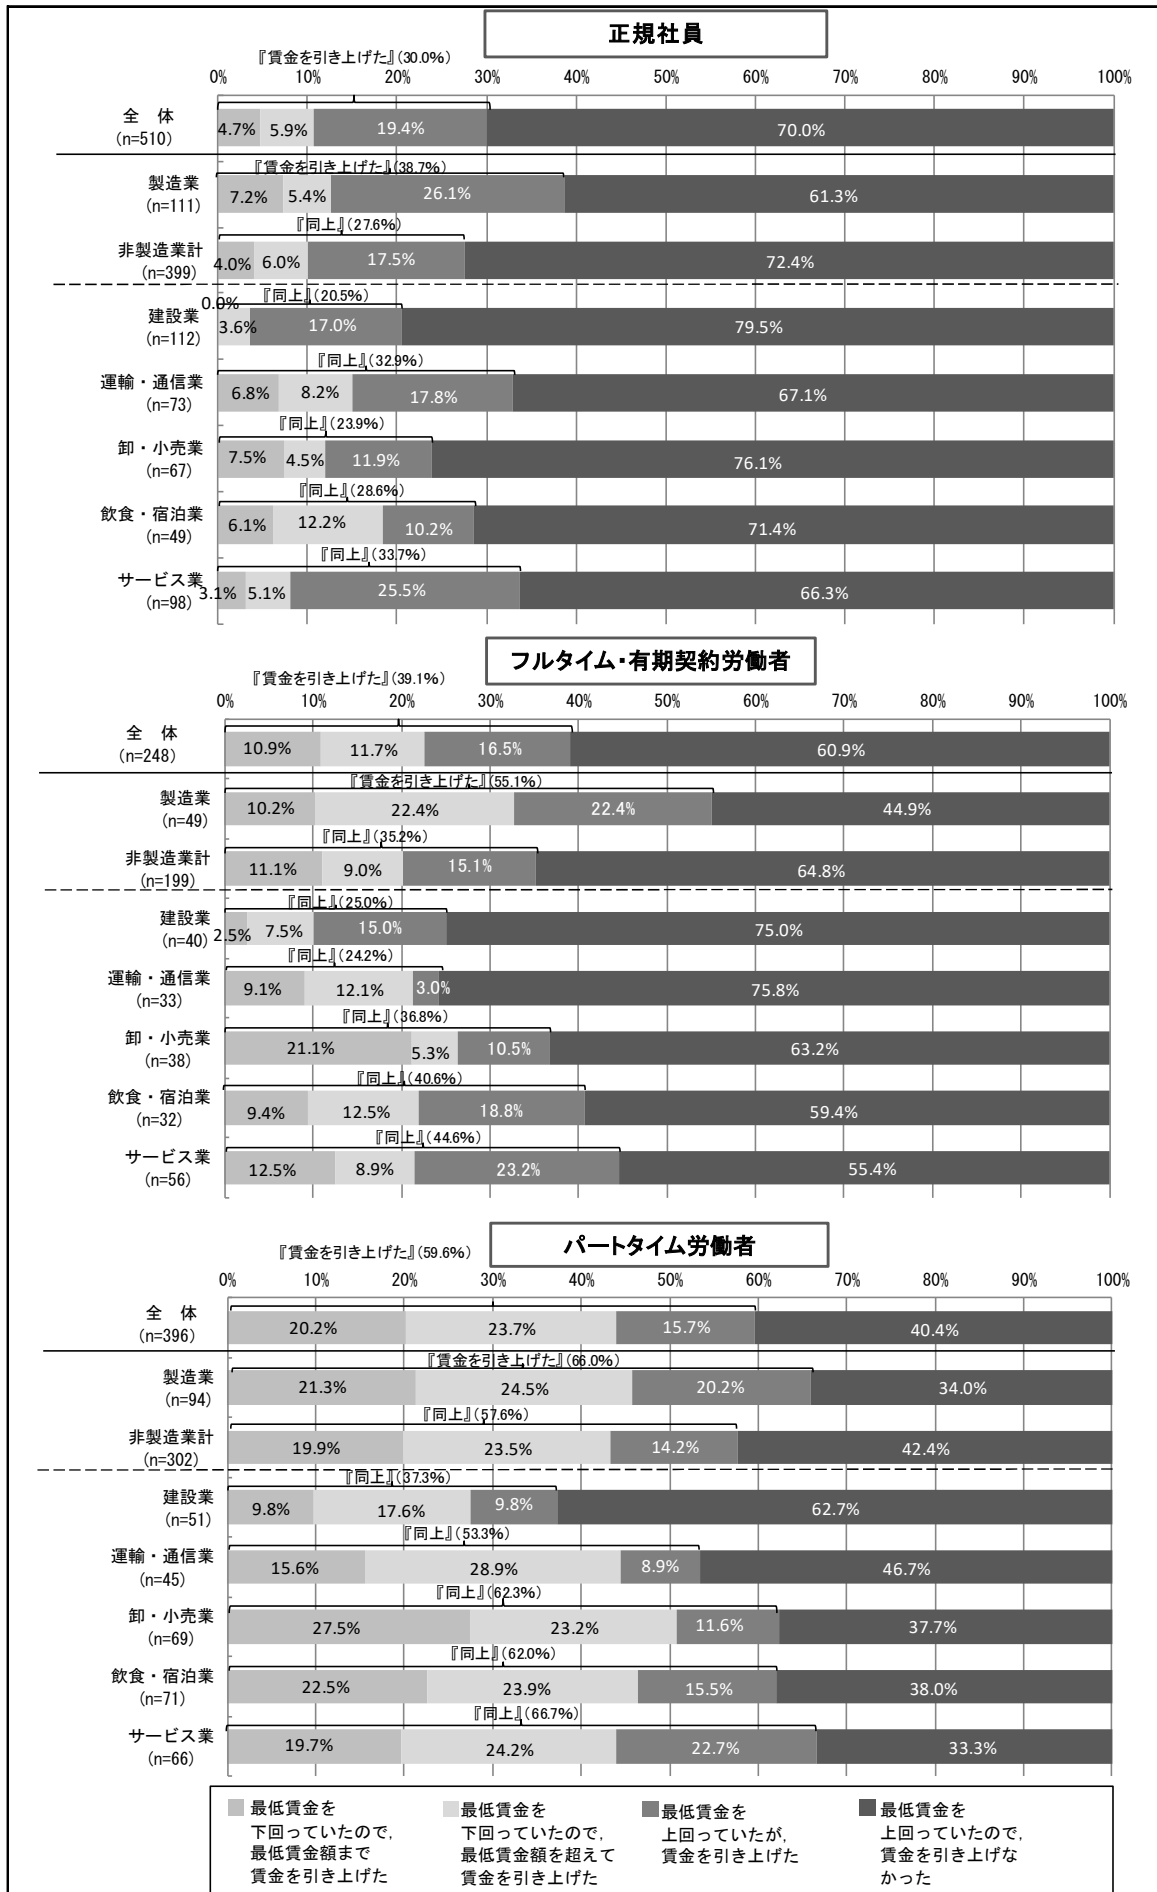 正規社員
『賃金を引き上げた』(30.0%)
0% 10% 20% 30% 40% 50% 60% 70% 80% 90% 100%
全 体
(n=510)
4.7% 5.9% 19.4% 70.0%
『賃金を引き上げた』(38.7%)
製造業
(n=111)
7.2% 5.4% 26.1% 61.3%
『同上』(27.6%)
非製造業計
(n=399)
4.0% 6.0% 17.5% 72.4%
『同上』(20.5%)
建設業
(n=112)
0.0% 3.6% 17.0% 79.5%
『同上』(32.9%)
運輸・通信業
(n=73)
6.8% 8.2% 17.8% 67.1%
『同上』(23.9%)
卸・小売業
(n=67)
7.5% 4.5% 11.9% 76.1%
『同上』(28.6%)
飲食・宿泊業
(n=49)
6.1% 12.2% 10.2% 71.4%
『同上』(33.7%)
サービス業
(n=98)
3.1% 5.1% 25.5% 66.3%
フルタイム・有期契約労働者
『賃金を引き上げた』(39.1%)
0% 10% 20% 30% 40% 50% 60% 70% 80% 90% 100%
全 体
(n=248)
10.9% 11.7% 16.5% 60.9%
『賃金を引き上げた』(55.1%)
製造業
(n=49)
10.2% 22.4% 22.4% 44.9%
『同上』(35.2%)
非製造業計
(n=199)
11.1% 9.0% 15.1% 64.8%
『同上』(25.0%)
建設業
(n=40)
2.5% 7.5% 15.0% 75.0%
『同上』(24.2%)
運輸・通信業
(n=33)
9.1% 12.1% 3.0% 75.8%
『同上』(36.8%)
卸・小売業
(n=38)
21.1% 5.3% 10.5% 63.2%
『同上』(40.6%)
飲食・宿泊業
(n=32)
9.4% 12.5% 18.8% 59.4%
『同上』(44.6%)
サービス業
(n=56)
12.5% 8.9% 23.2% 55.4%
パートタイム労働者
『賃金を引き上げた』(59.6%)
0% 10% 20% 30% 40% 50% 60% 70% 80% 90% 100%
全 体
(n=396)
20.2% 23.7% 15.7% 40.4%
『賃金を引き上げた』(66.0%)
製造業
(n=94)
21.3% 24.5% 20.2% 34.0%
『同上』(57.6%)
非製造業計
(n=302)
19.9% 23.5% 14.2% 42.4%
『同上』(37.3%)
建設業
(n=51)
9.8% 17.6% 9.8% 62.7%
『同上』(53.3%)
運輸・通信業
(n=45)
15.6% 28.9% 8.9% 46.7%
『同上』(62.3%)
卸・小売業
(n=69)
27.5% 23.2% 11.6% 37.7%
『同上』(62.0%)
飲食・宿泊業
(n=71)
22.5% 23.9% 15.5% 38.0%
『同上』(66.7%)
サービス業
(n=66)
19.7% 24.2% 22.7% 33.3%
最低賃金を
下回っていたので,
最低賃金額まで
賃金を引き上げた
最低賃金を
下回っていたので,
最低賃金額を超えて
賃金を引き上げた
最低賃金を
上回っていたが,
賃金を引き上げた
最低賃金を
上回っていたので,
賃金を引き上げな
かった